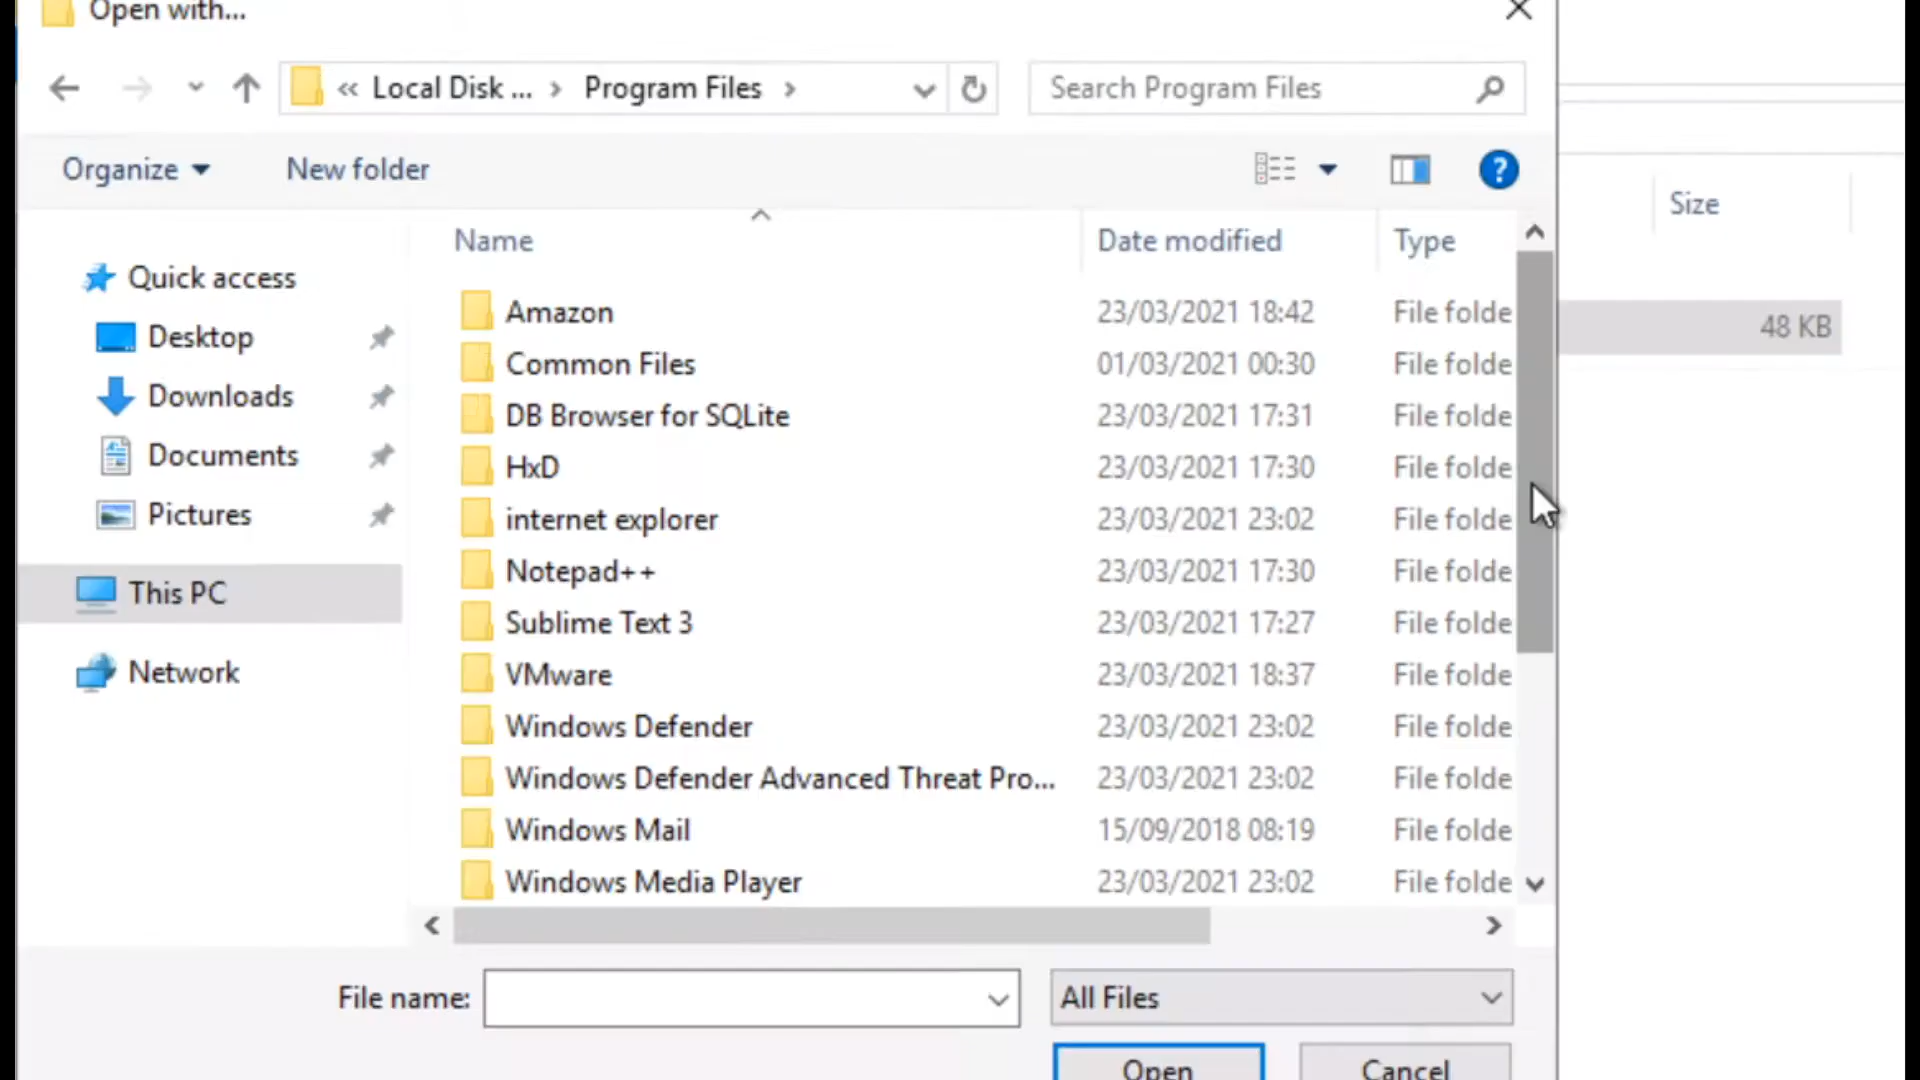 Open with...
« Local Disk ... › Program Files ›
Search Program Files
Organize
New folder
?
Size
Name
Date modified
Type
Quick access
Desktop
Downloads
Documents
Pictures
This PC
Network
Amazon 23/03/2021 18:42 File folde
Common Files 01/03/2021 00:30 File folde
DB Browser for SQLite 23/03/2021 17:31 File folde
HxD 23/03/2021 17:30 File folde
internet explorer 23/03/2021 23:02 File folde
Notepad++ 23/03/2021 17:30 File folde
Sublime Text 3 23/03/2021 17:27 File folde
VMware 23/03/2021 18:37 File folde
Windows Defender 23/03/2021 23:02 File folde
Windows Defender Advanced Threat Pro... 23/03/2021 23:02 File folde
Windows Mail 15/09/2018 08:19 File folde
Windows Media Player 23/03/2021 23:02 File folde
48 KB
File name:
All Files
Open
Cancel